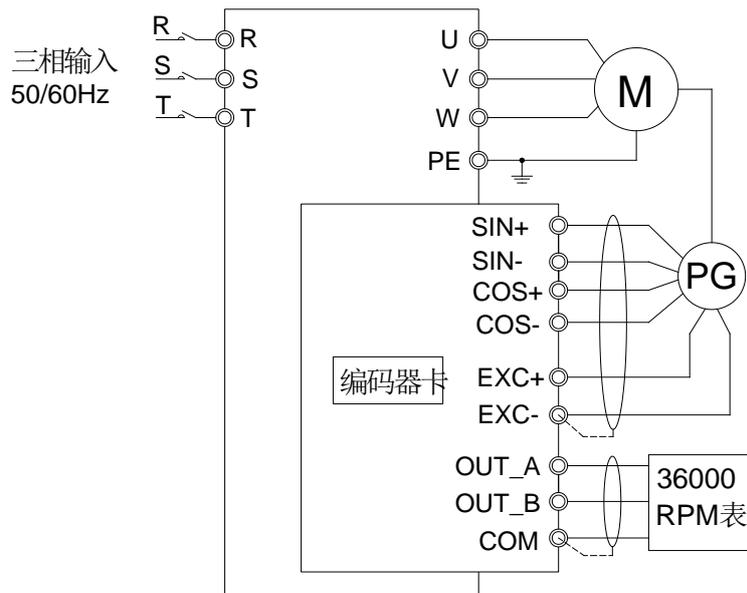 R
R
U
三相输入
50/60Hz
S
S
V
M
T
T
W
PE
SIN+
SIN-
PG
COS+
COS-
编码器卡
EXC+
EXC-
OUT_A
36000
OUT_B
RPM表
COM